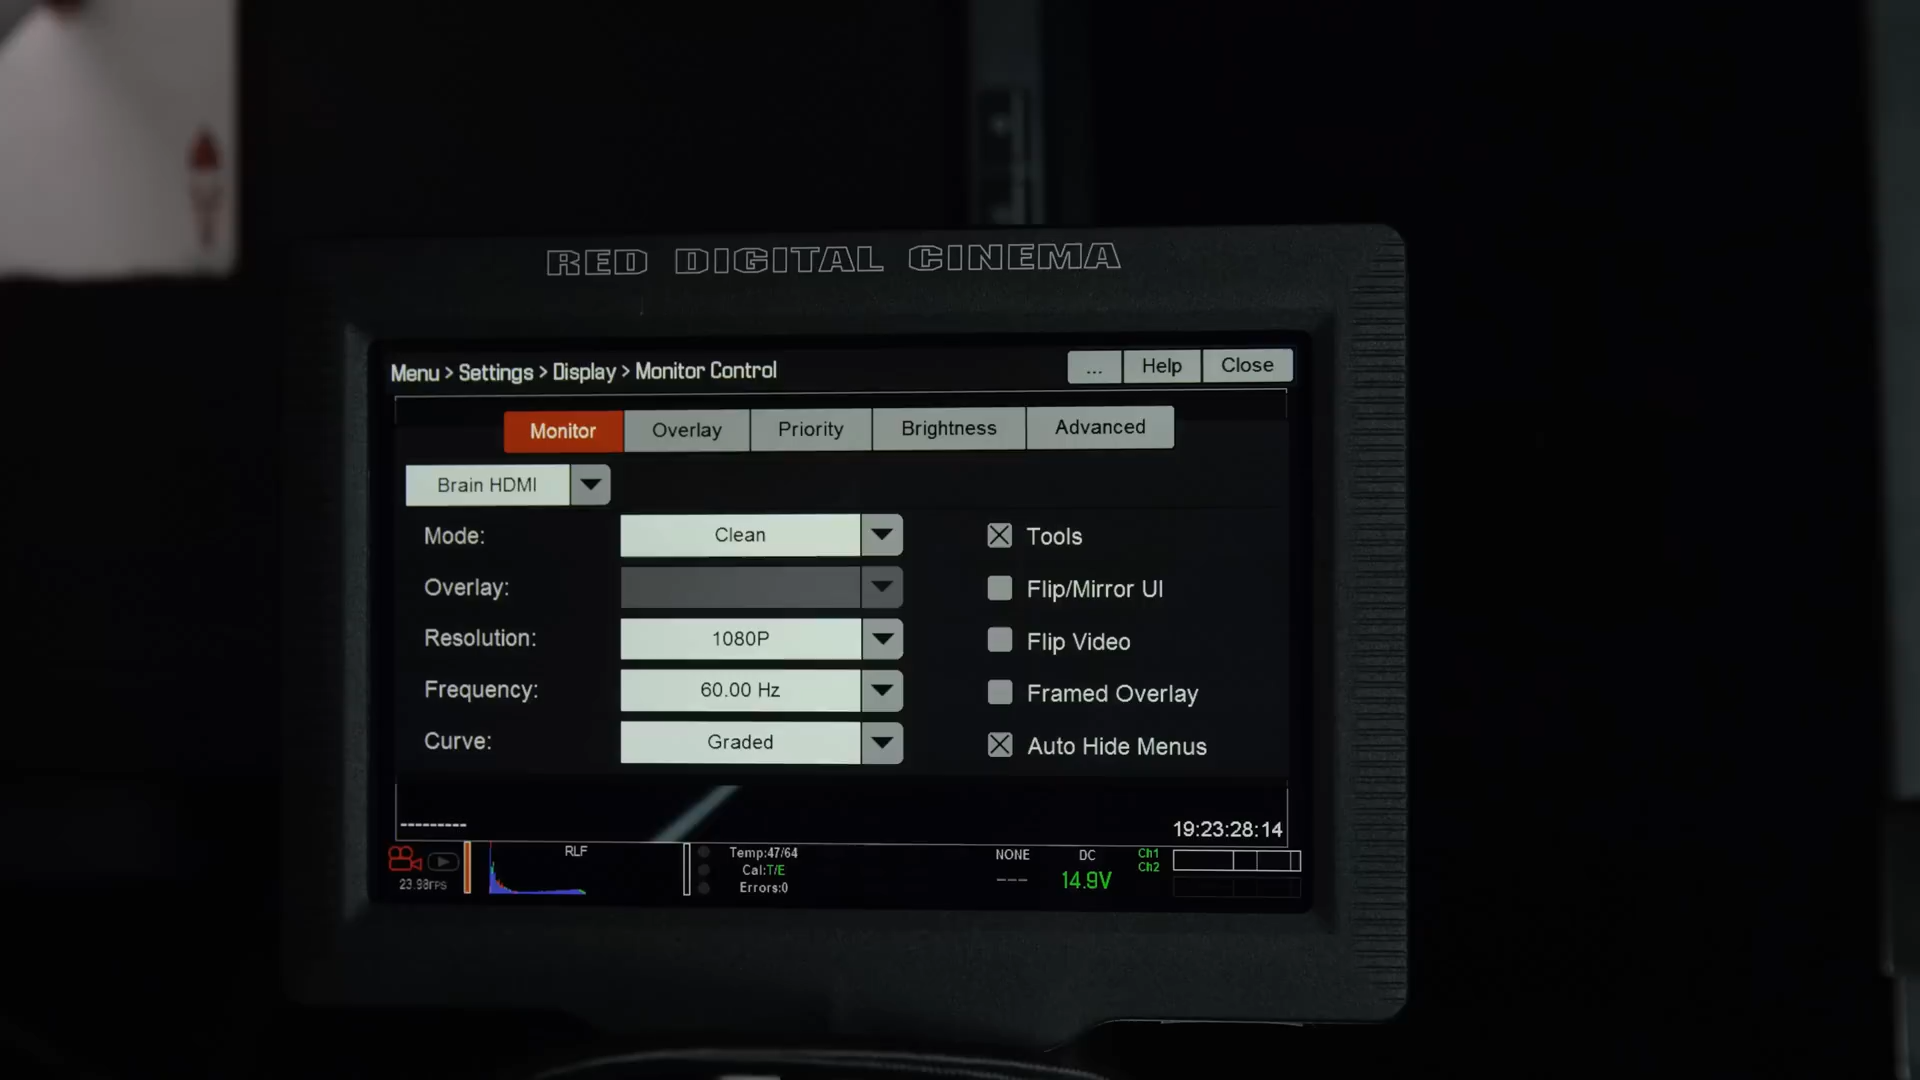 RED DIGITAL CINEMA
Menu > Settings > Display > Monitor Control
... Help Close
Monitor Overlay Priority Brightness Advanced
Brain HDMI
Mode: Clean Tools
Overlay: Flip/Mirror UI
Resolution: 1080P Flip Video
Frequency: 60.00 Hz Framed Overlay
Curve: Graded Auto Hide Menus
--------- 19:23:28:14
RLF Temp:47/64 NONE DC Ch1
23.98FPS Cal:T/E --- 14.9V Ch2
Errors:0